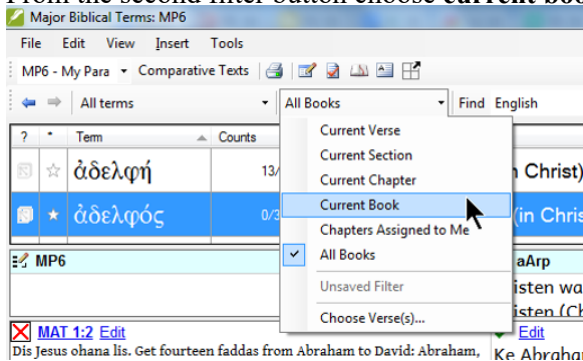 From the second filter button choose current boo
Major Biblical Terms: MP6
File Edit View Insert Tools
MP6 - My Para Comparative Texts
All terms All Books Find English
? * Term Counts
Current Verse
Current Section
ἀδελφή 13/ Current Chapter n Christ)
Current Book
ἀδελφός 0/3 (in Chris
Chapters Assigned to Me
MP6 All Books aArp
Unsaved Filter isten wa
Choose Verse(s)... isten (Ch
MAT 1:2 Edit Edit
Dis Jesus ohana lis. Get fourteen faddas from Abraham to David: Abraham, Ke Abraha